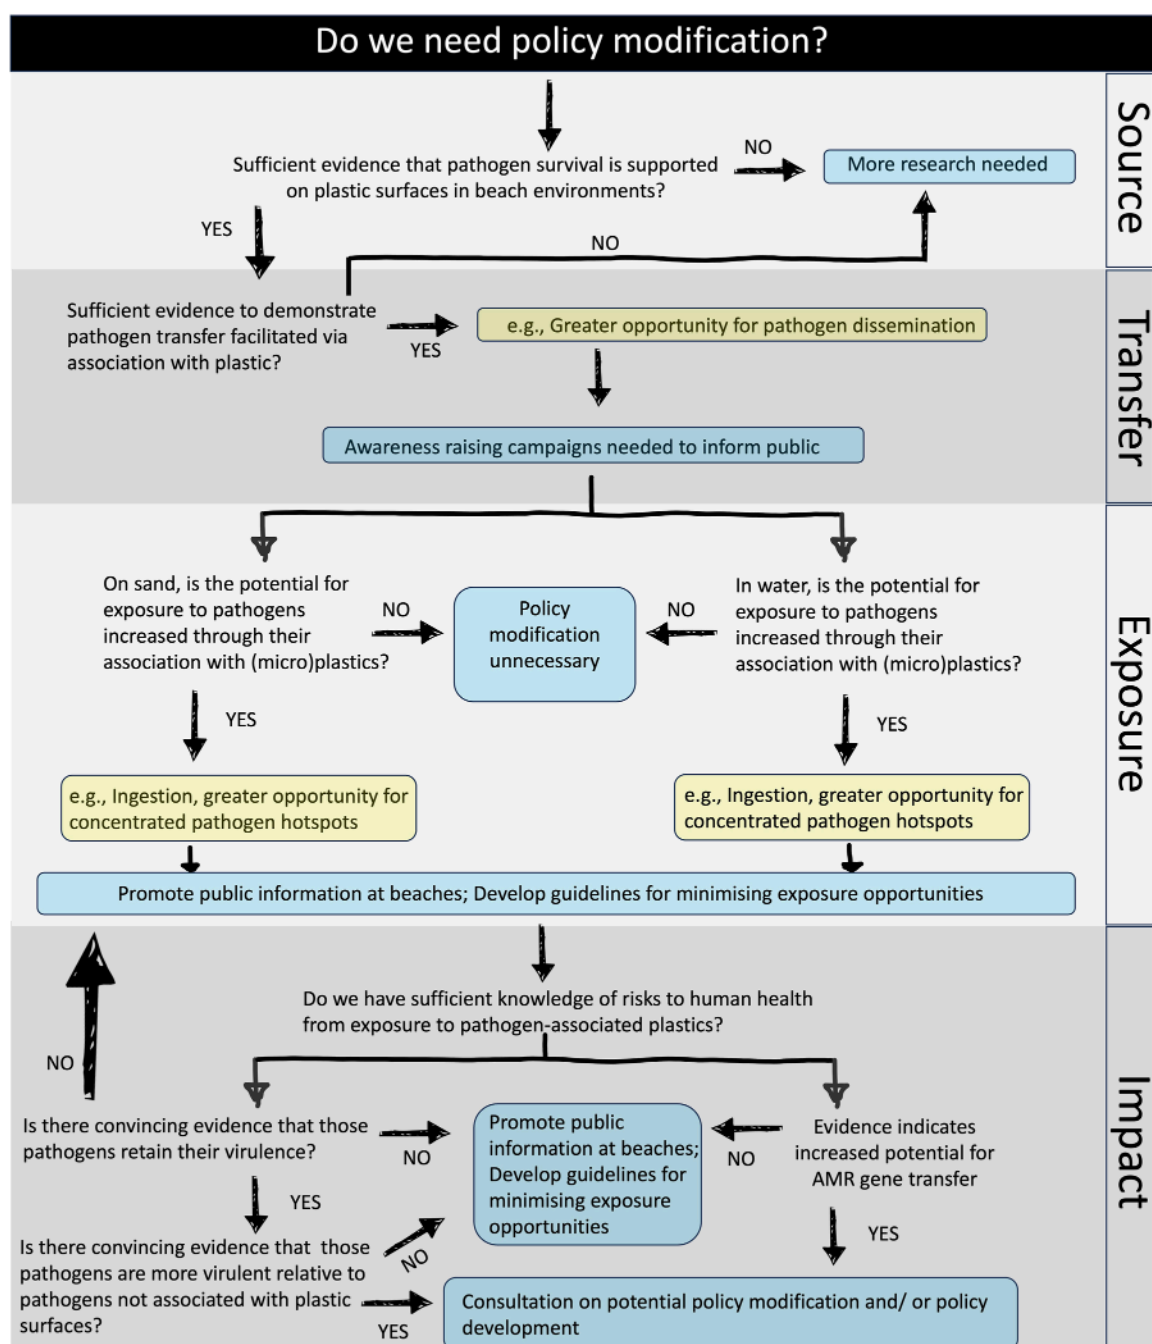 Do we need policy modification?
Source
Sufficient evidence that pathogen survival is supported
on plastic surfaces in beach environments?
NO
More research needed
YES
NO
Transfer
Sufficient evidence to demonstrate
pathogen transfer facilitated via
association with plastic?
YES
e.g., Greater opportunity for pathogen dissemination
Awareness raising campaigns needed to inform public
Exposure
On sand, is the potential for
exposure to pathogens
increased through their
association with (micro)plastics?
NO
Policy
modification
unnecessary
NO
In water, is the potential for
exposure to pathogens
increased through their
association with (micro)plastics?
YES
YES
e.g., Ingestion, greater opportunity for
concentrated pathogen hotspots
e.g., Ingestion, greater opportunity for
concentrated pathogen hotspots
Promote public information at beaches; Develop guidelines for minimising exposure opportunities
Impact
Do we have sufficient knowledge of risks to human health
from exposure to pathogen-associated plastics?
NO
Is there convincing evidence that those
pathogens retain their virulence?
NO
Promote public
information at beaches;
Develop guidelines for
minimising exposure
opportunities
NO
Evidence indicates
increased potential for
AMR gene transfer
YES
YES
Is there convincing evidence that those
pathogens are more virulent relative to
pathogens not associated with plastic
surfaces?
NO
YES
Consultation on potential policy modification and/ or policy
development